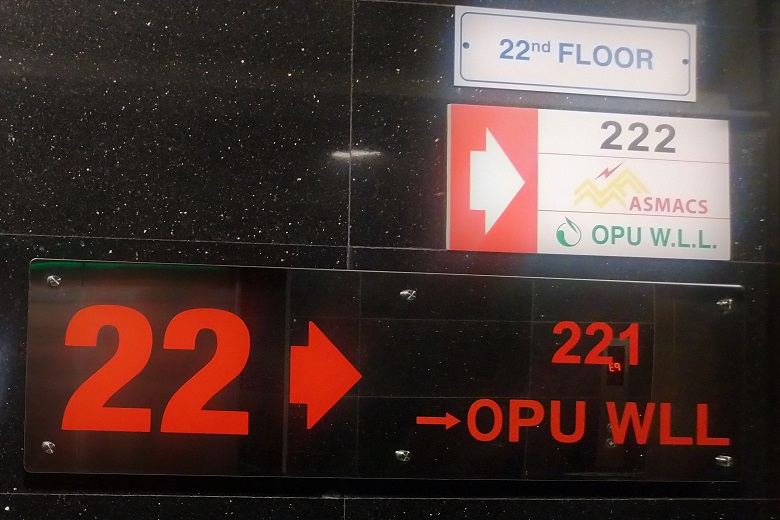 22nd FLOOR
222
ASMACS
OPU W.L.L.
22
221
→OPU WLL